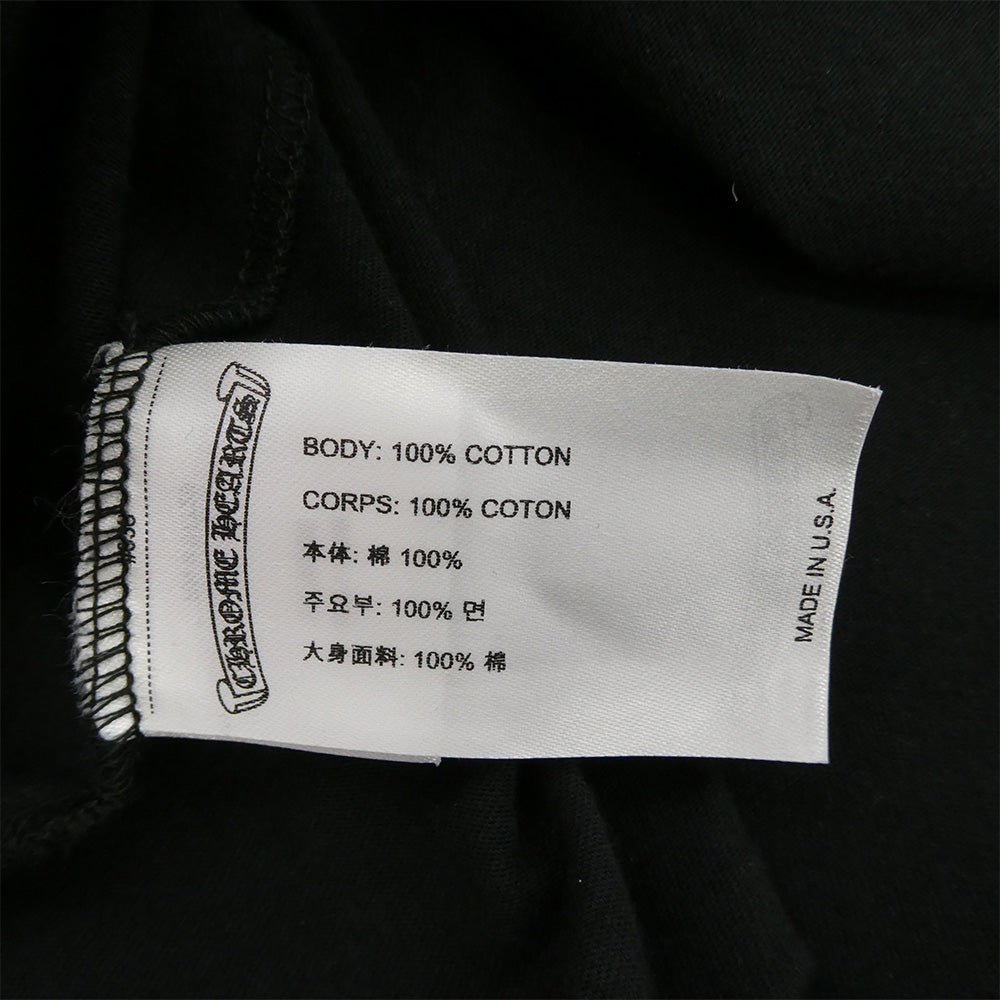 CHROME HEARTS
BODY: 100% COTTON
CORPS: 100% COTON
本体: 棉 100%
주요부: 100% 면
大身面料: 100% 棉
MADE IN U.S.A.